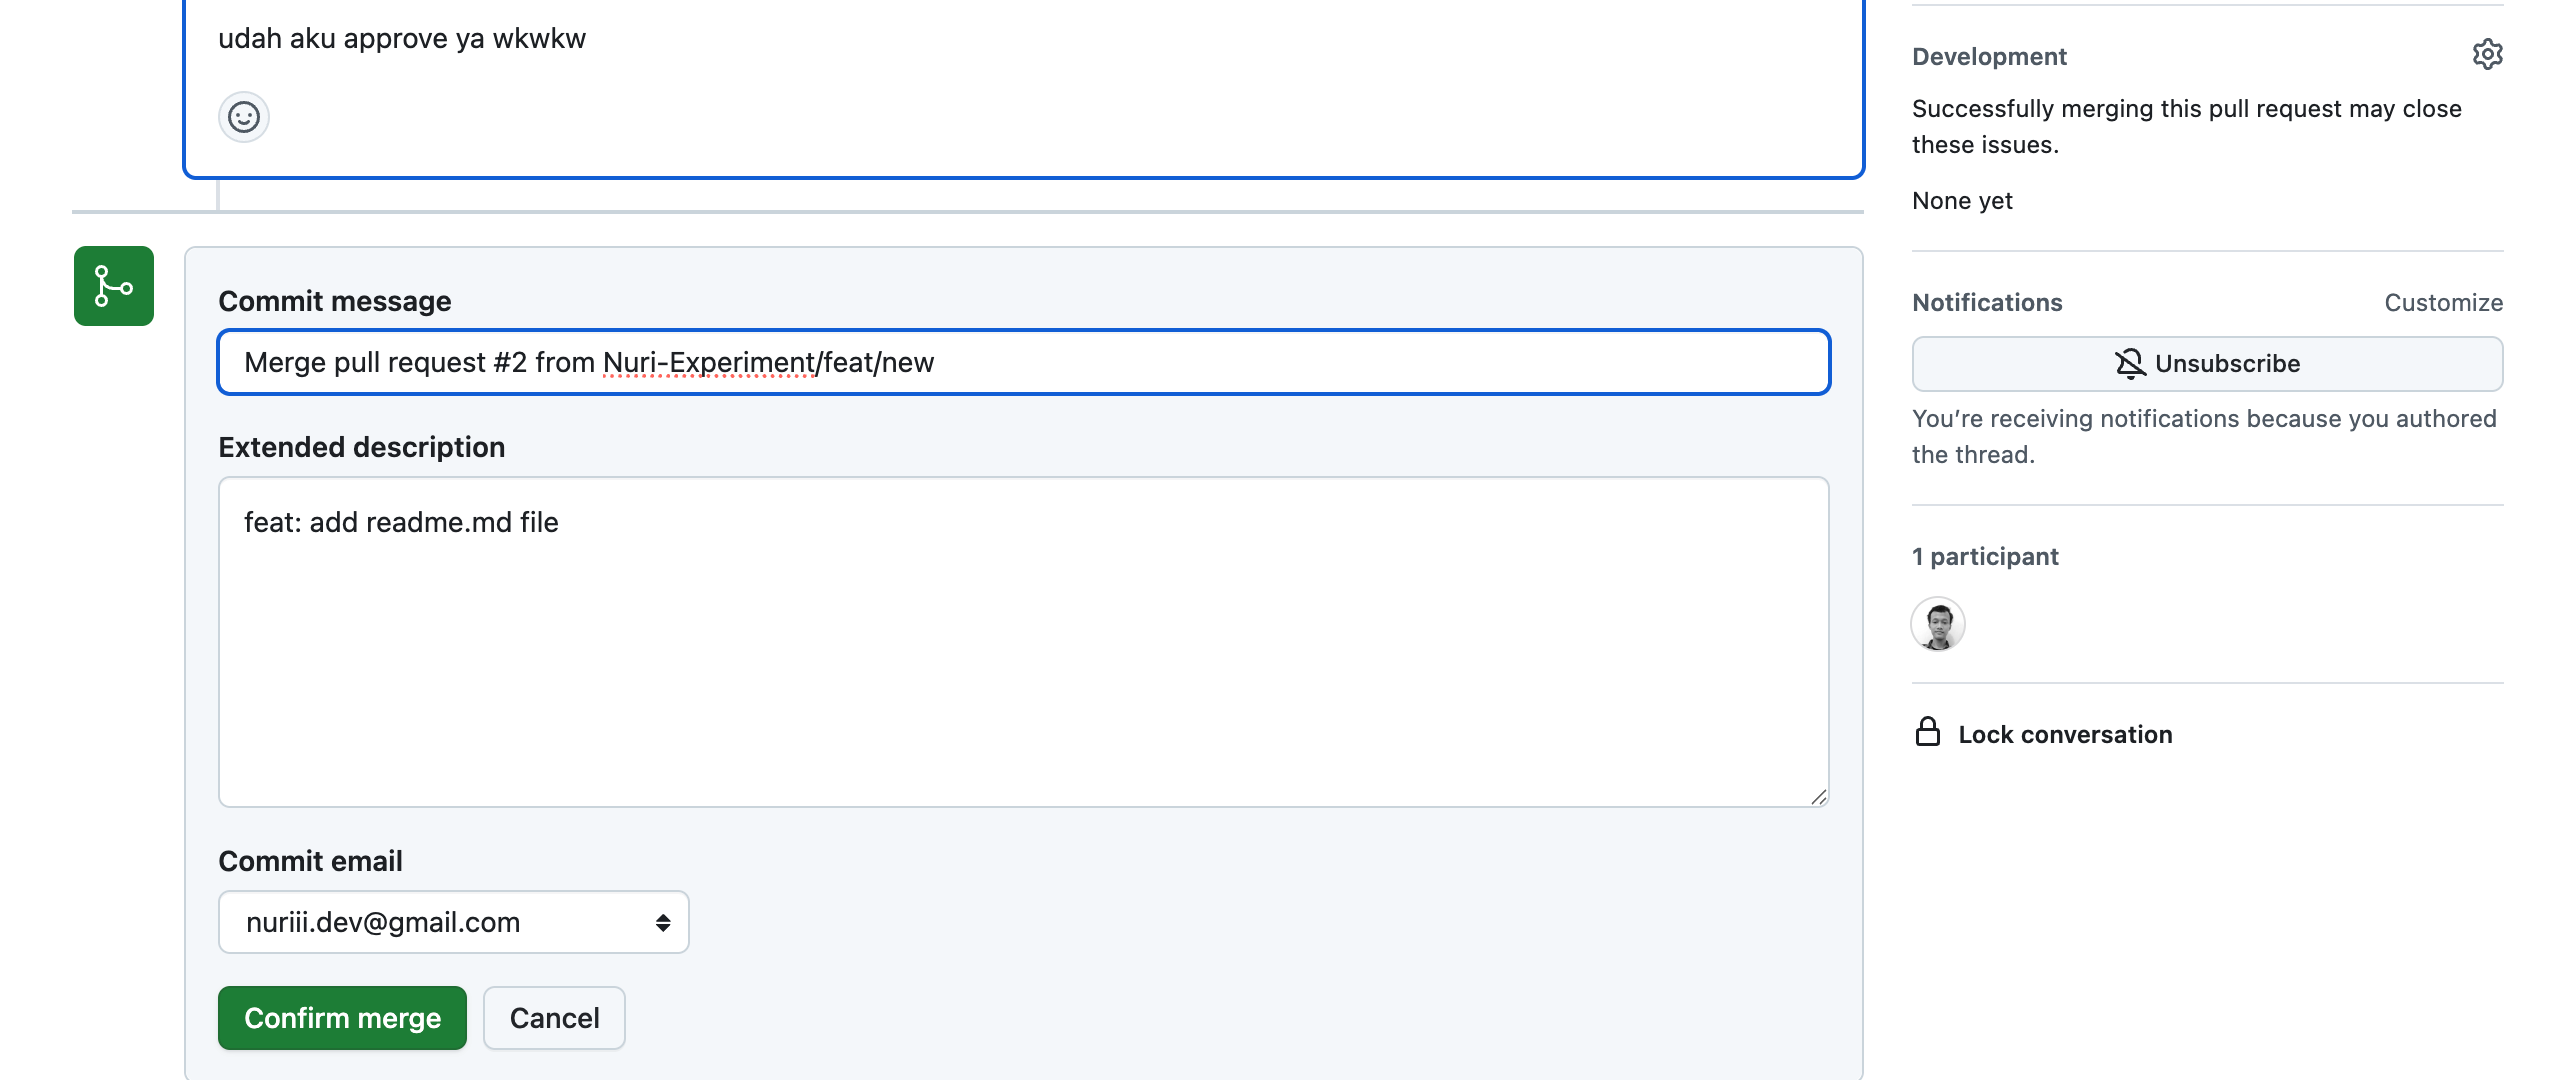 udah aku approve ya wkwkw
Commit message
Merge pull request #2 from Nuri-Experiment/feat/new
Extended description
feat: add readme.md file
Commit email
nuriii.dev@gmail.com
Confirm merge
Cancel
Development
Successfully merging this pull request may close
these issues.
None yet
Notifications
Customize
Unsubscribe
You’re receiving notifications because you authored
the thread.
1 participant
Lock conversation